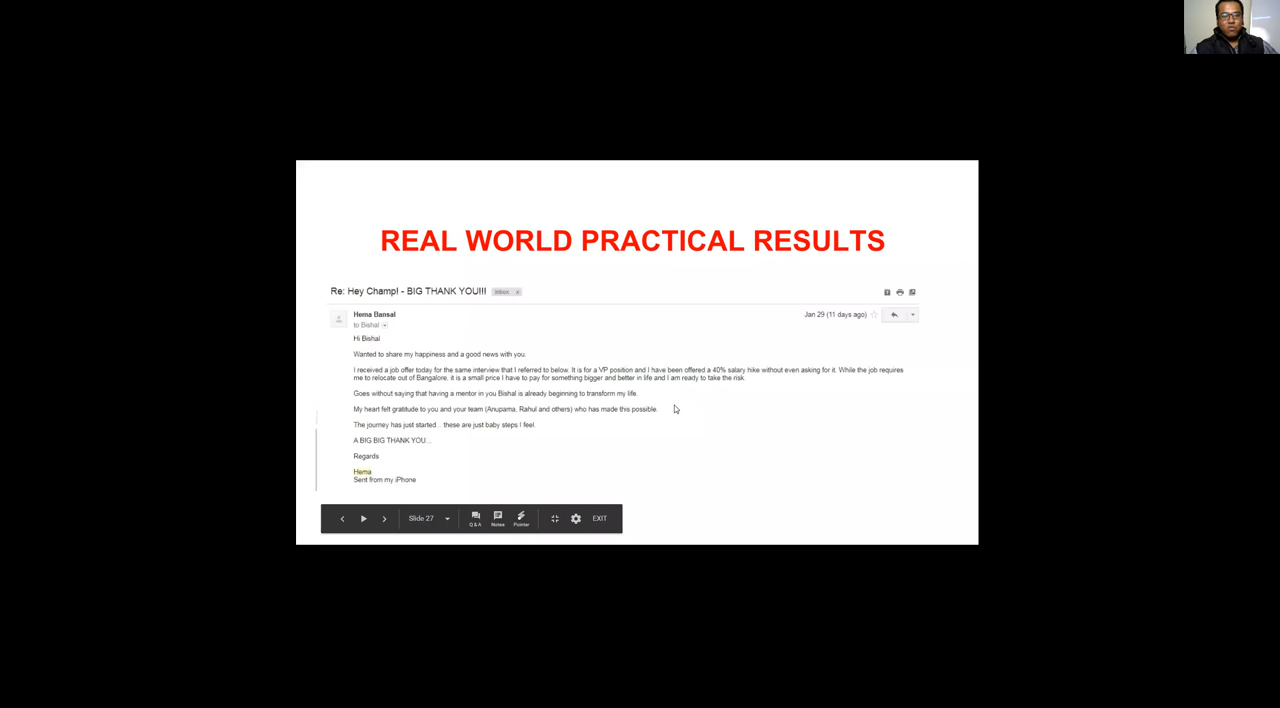 REAL WORLD PRACTICAL RESULTS
Re: Hey Champ! - BIG THANK YOU!!! Inbox x
Hema Bansal
Jan 29 (11 days ago)
to Bishal
Hi Bishal
Wanted to share my happiness and a good news with you.
I received a job offer today for the same interview that I referred to below. It is for a VP position and I have been offered a 40% salary hike without even asking for it. While the job requires
me to relocate out of Bangalore, it is a small price I have to pay for something bigger and better in life and I am ready to take the risk.
Goes without saying that having a mentor in you Bishal is already beginning to transform my life.
My heart felt gratitude to you and your team (Anupama, Rahul and others) who has made this possible.
The journey has just started... these are just baby steps I feel.
A BIG BIG THANK YOU...
Regards
Hema
Sent from my iPhone
Slide 27
Q & A
Notes
Pointer
EXIT